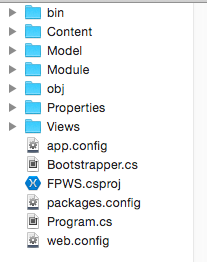 bin
Content
Model
Module
obj
Properties
Views
app.config
Bootstrapper.cs
FPWS.csproj
packages.config
Program.cs
web.config